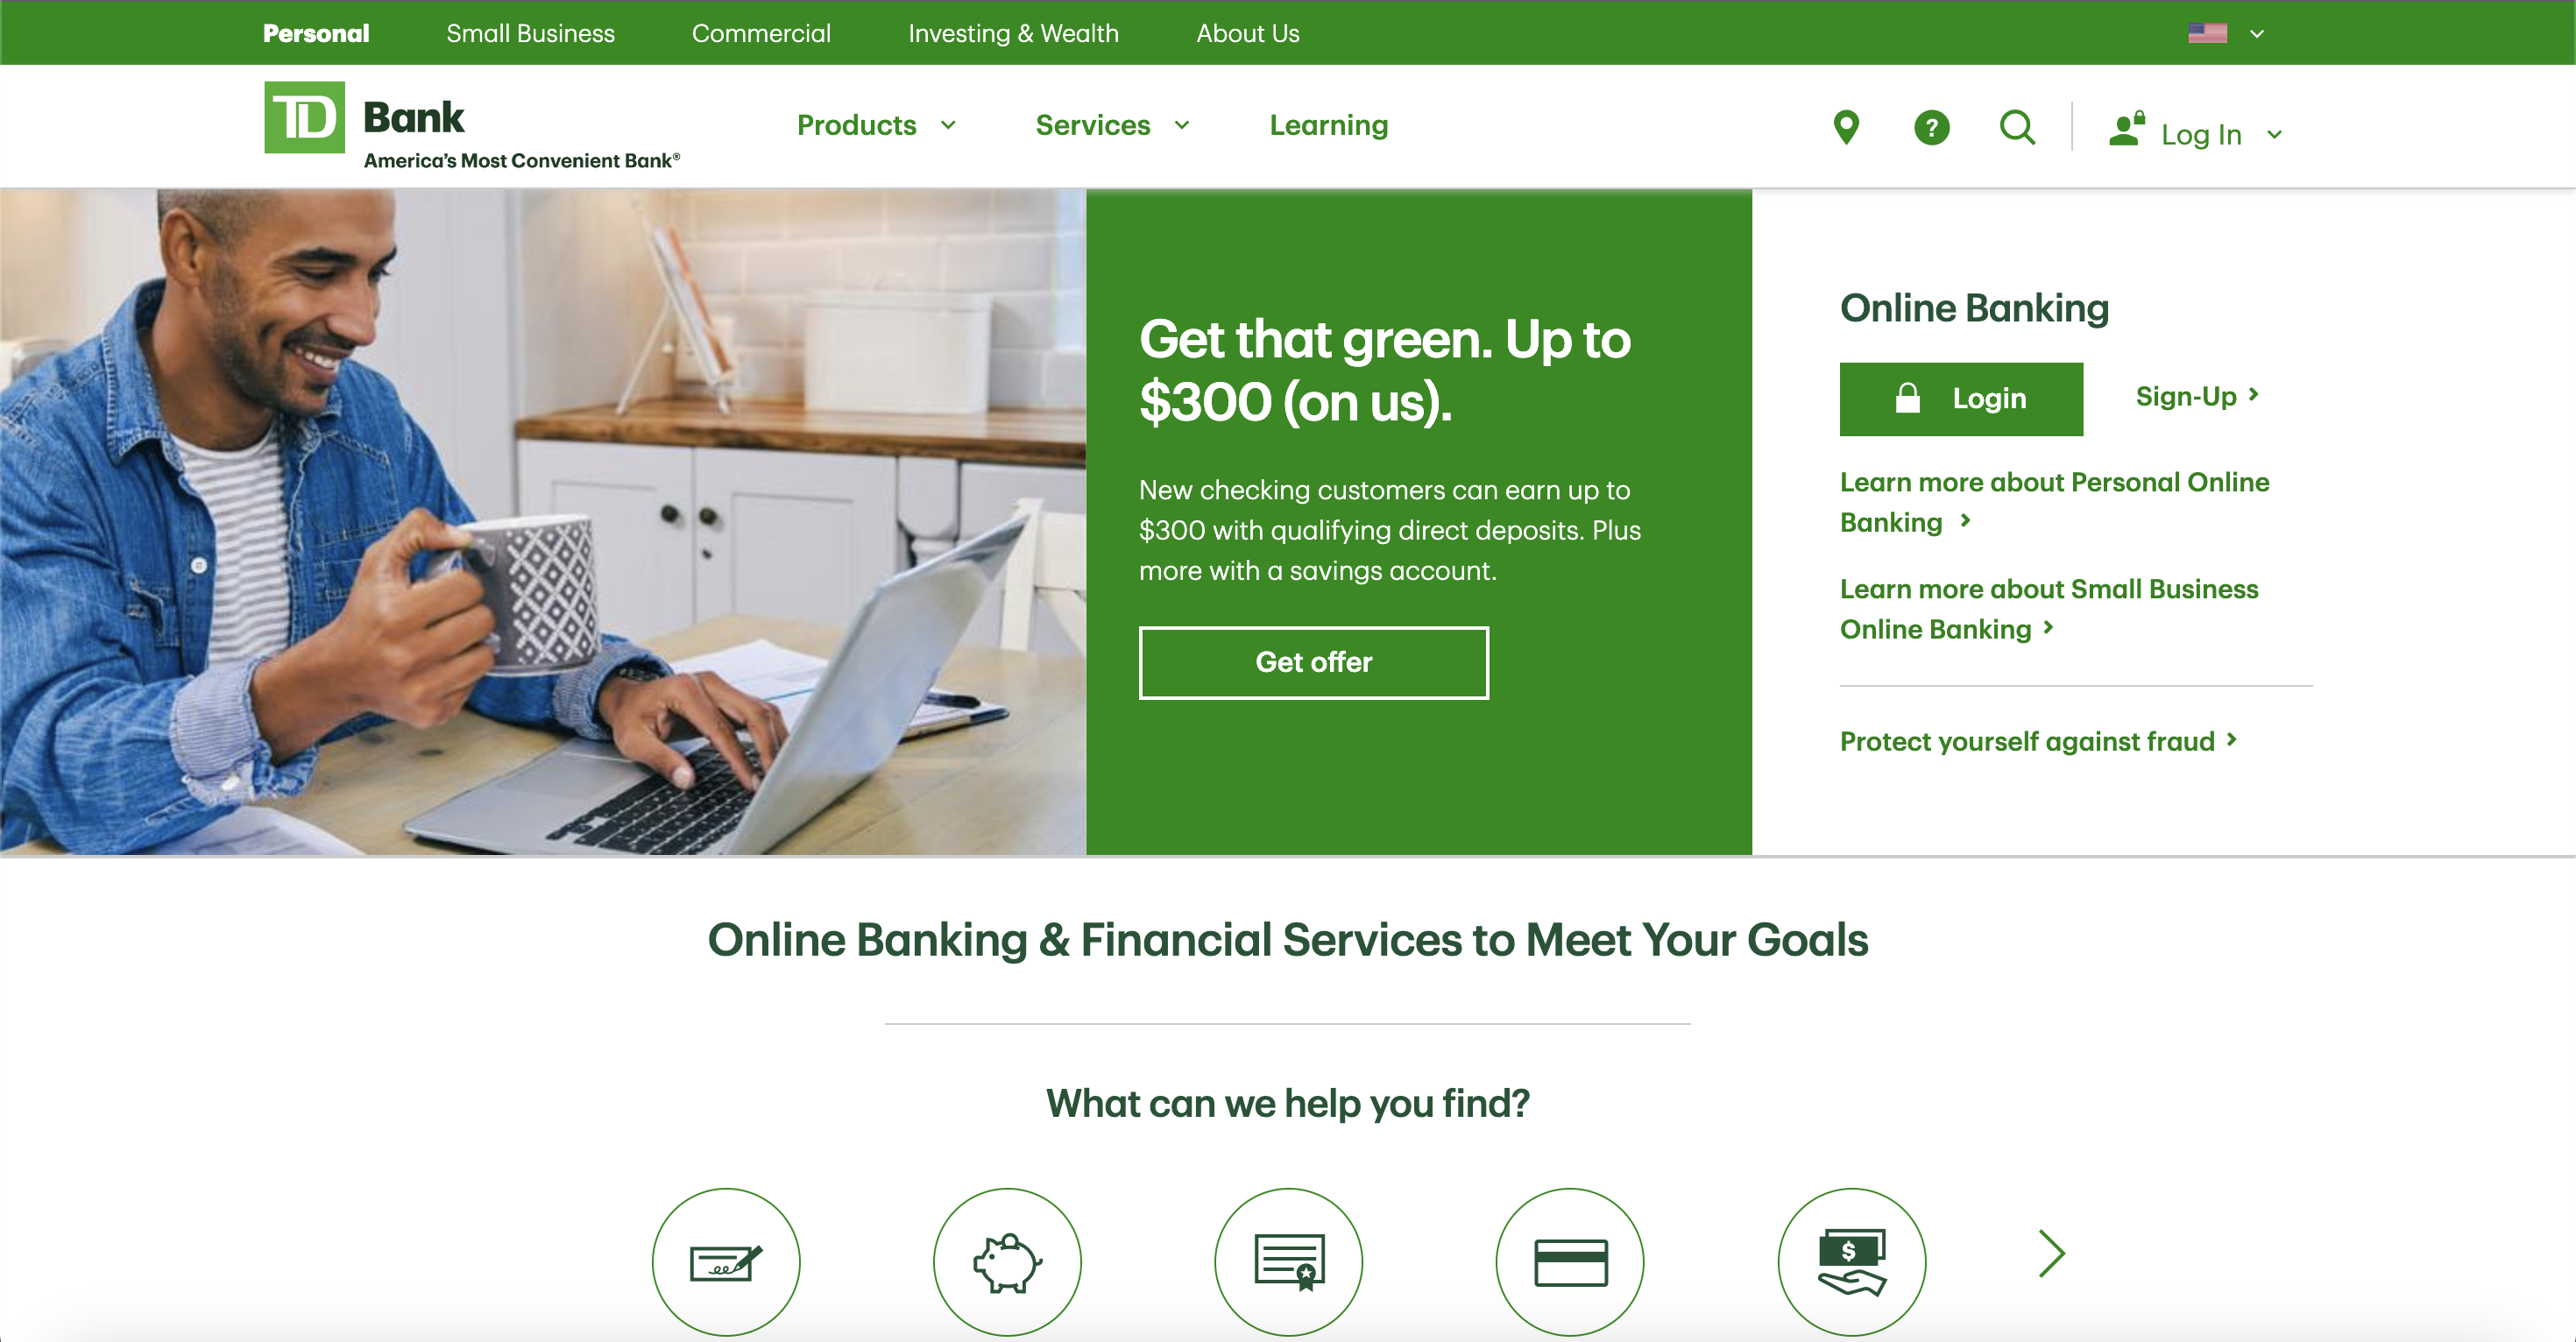 Personal
Small Business
Commercial
Investing & Wealth
About Us
TD
Bank
America's Most Convenient Bank®
Products
Services
Learning
?
Log In
Get that green. Up to
$300 (on us).
New checking customers can earn up to
$300 with qualifying direct deposits. Plus
more with a savings account.
Get offer
Online Banking
Login
Sign-Up
Learn more about Personal Online
Banking
Learn more about Small Business
Online Banking
Protect yourself against fraud
Online Banking & Financial Services to Meet Your Goals
What can we help you find?
$